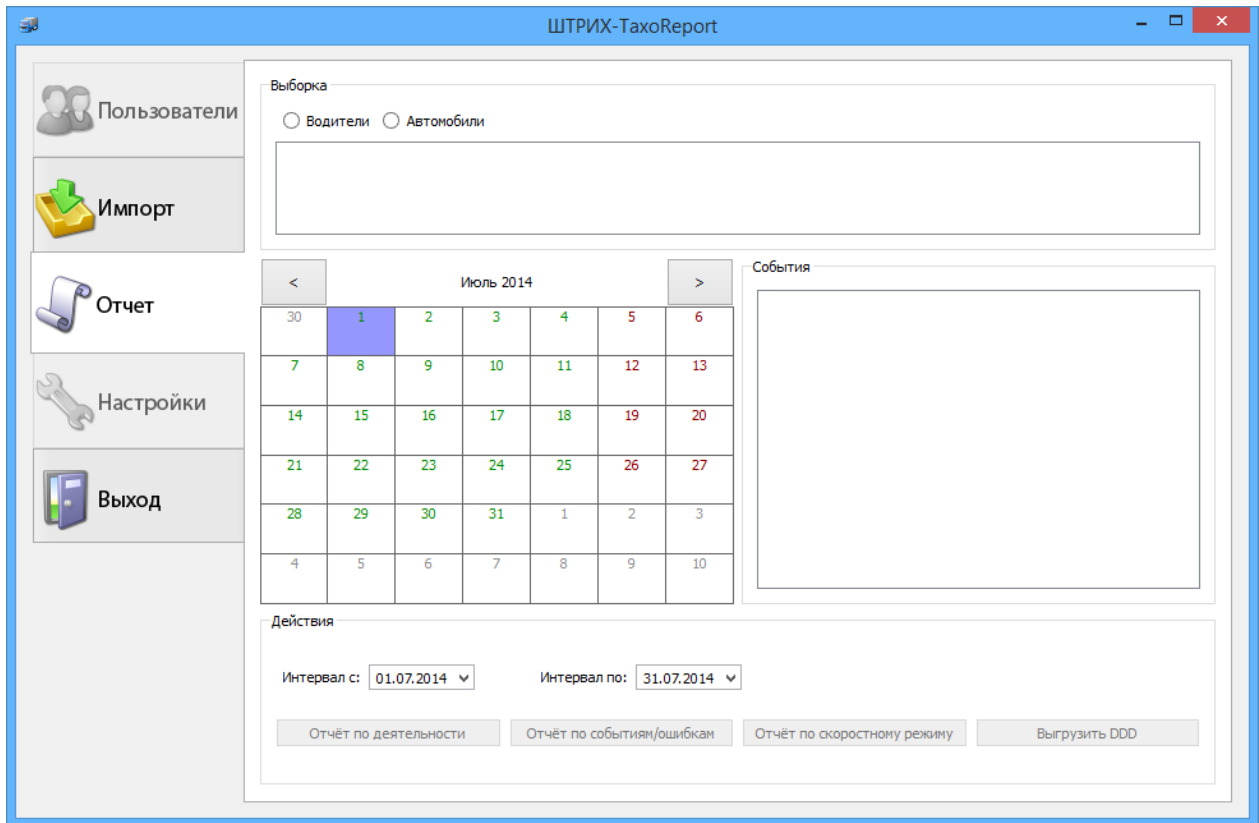 ШТРИХ-TaxoReport
Пользователи
Импорт
Отчет
Настройки
Выход
Выборка
Водители Автомобили
< Июль 2014 >
30 1 2 3 4 5 6
7 8 9 10 11 12 13
14 15 16 17 18 19 20
21 22 23 24 25 26 27
28 29 30 31 1 2 3
4 5 6 7 8 9 10
События
Действия
Интервал с: 01.07.2014 Интервал по: 31.07.2014
Отчёт по деятельности Отчёт по событиям/ошибкам Отчёт по скоростному режиму Выгрузить DDD